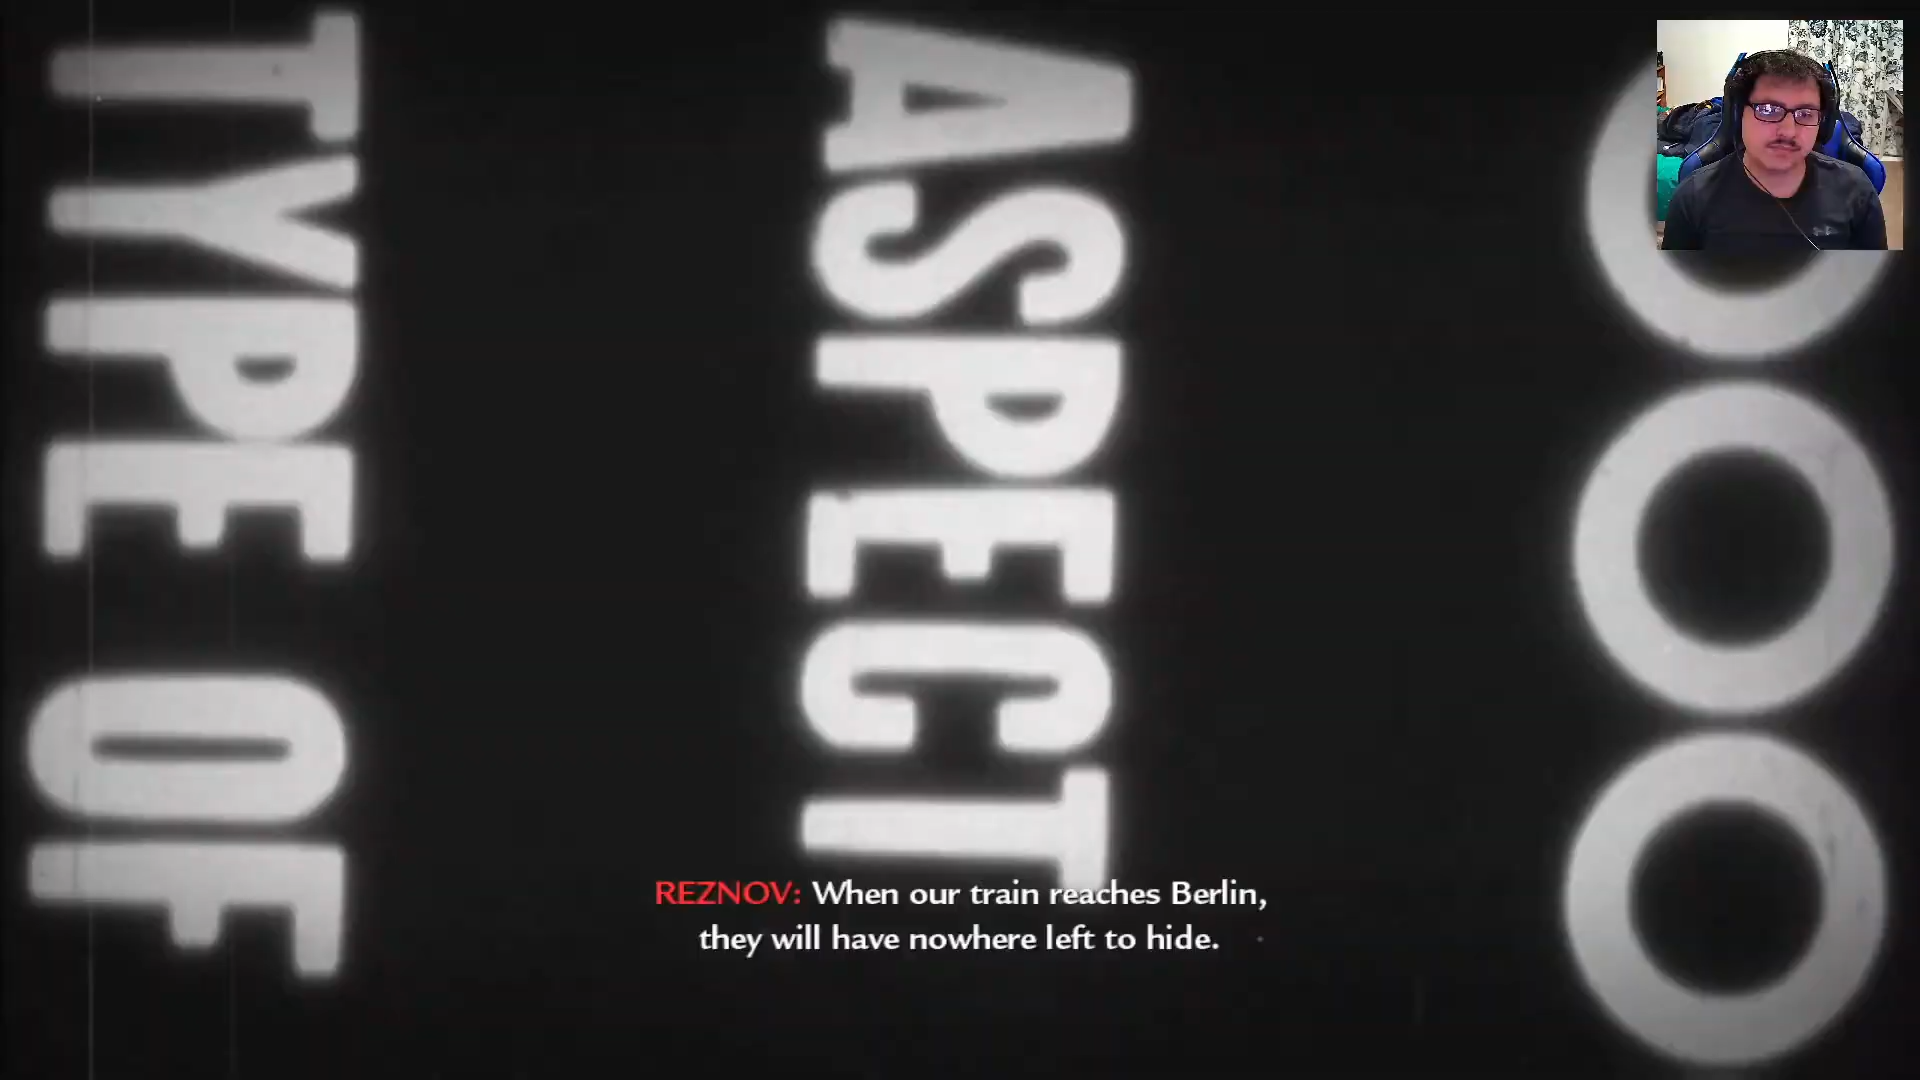 TYPE OF
ASPECT
OOO
REZNOV: When our train reaches Berlin,
they will have nowhere left to hide.